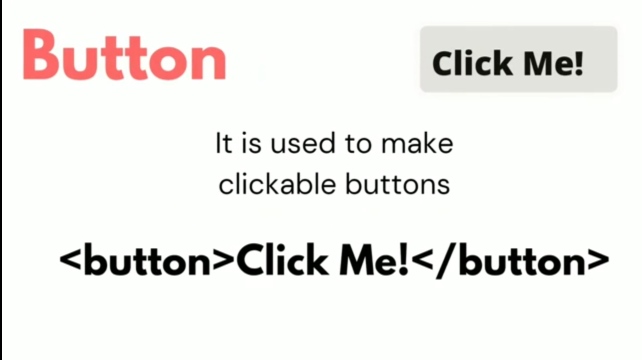 Button
Click Me!
It is used to make
clickable buttons
<button>Click Me!</button>